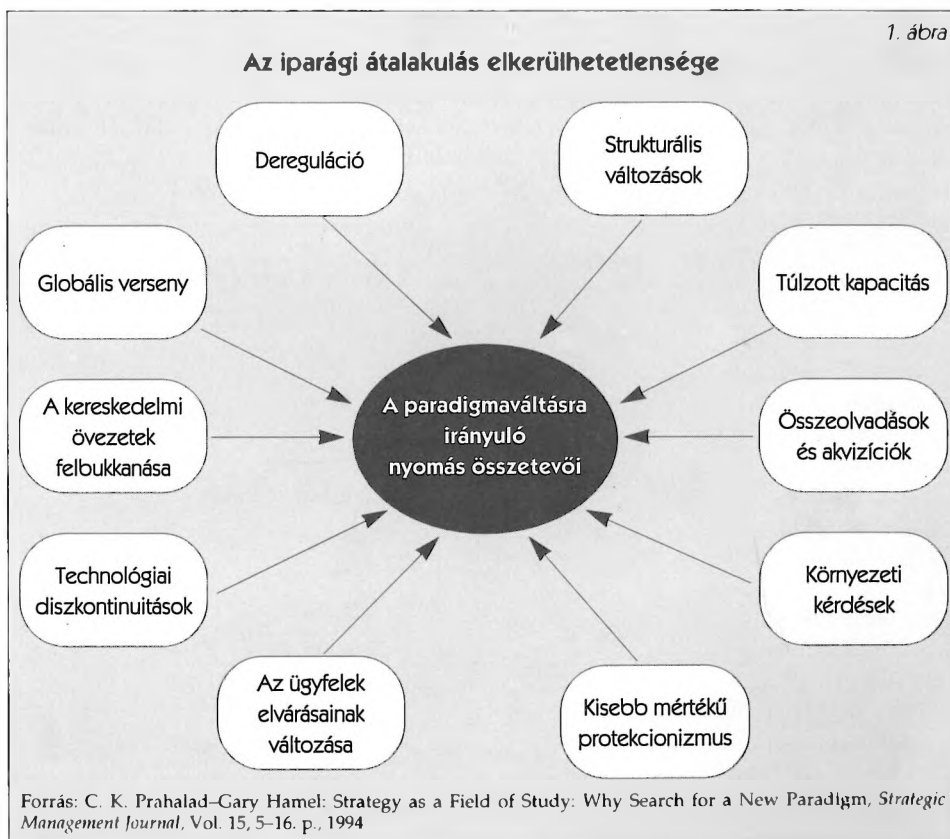 1. ábra
Az iparági átalakulás elkerülhetetlensége
Dereguláció
Strukturális
változások
Globális verseny
Túlzott kapacitás
A paradigmaváltásra
irányuló
nyomás összetevői
A kereskedelmi
övezetek
felbukkanása
Összeolvadások
és akvizíciók
Technológiai
diszkontinuitások
Környezeti
kérdések
Az ügyfelek
elvárásainak
változása
Kisebb mértékű
protekcionizmus
Forrás: C. K. Prahalad–Gary Hamel: Strategy as a Field of Study: Why Search for a New Paradigm, Strategic
Management Journal, Vol. 15, 5–16. p., 1994